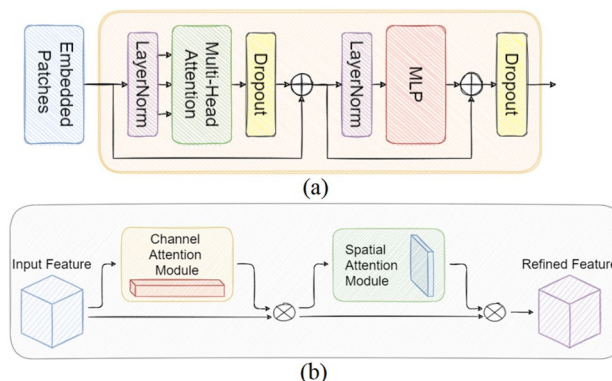 Embedded
Patches
LayerNorm
Multi-Head
Attention
Dropout
LayerNorm
MLP
Dropout
(a)
Input Feature
Channel
Attention
Module
Spatial
Attention
Module
Refined Feature
(b)